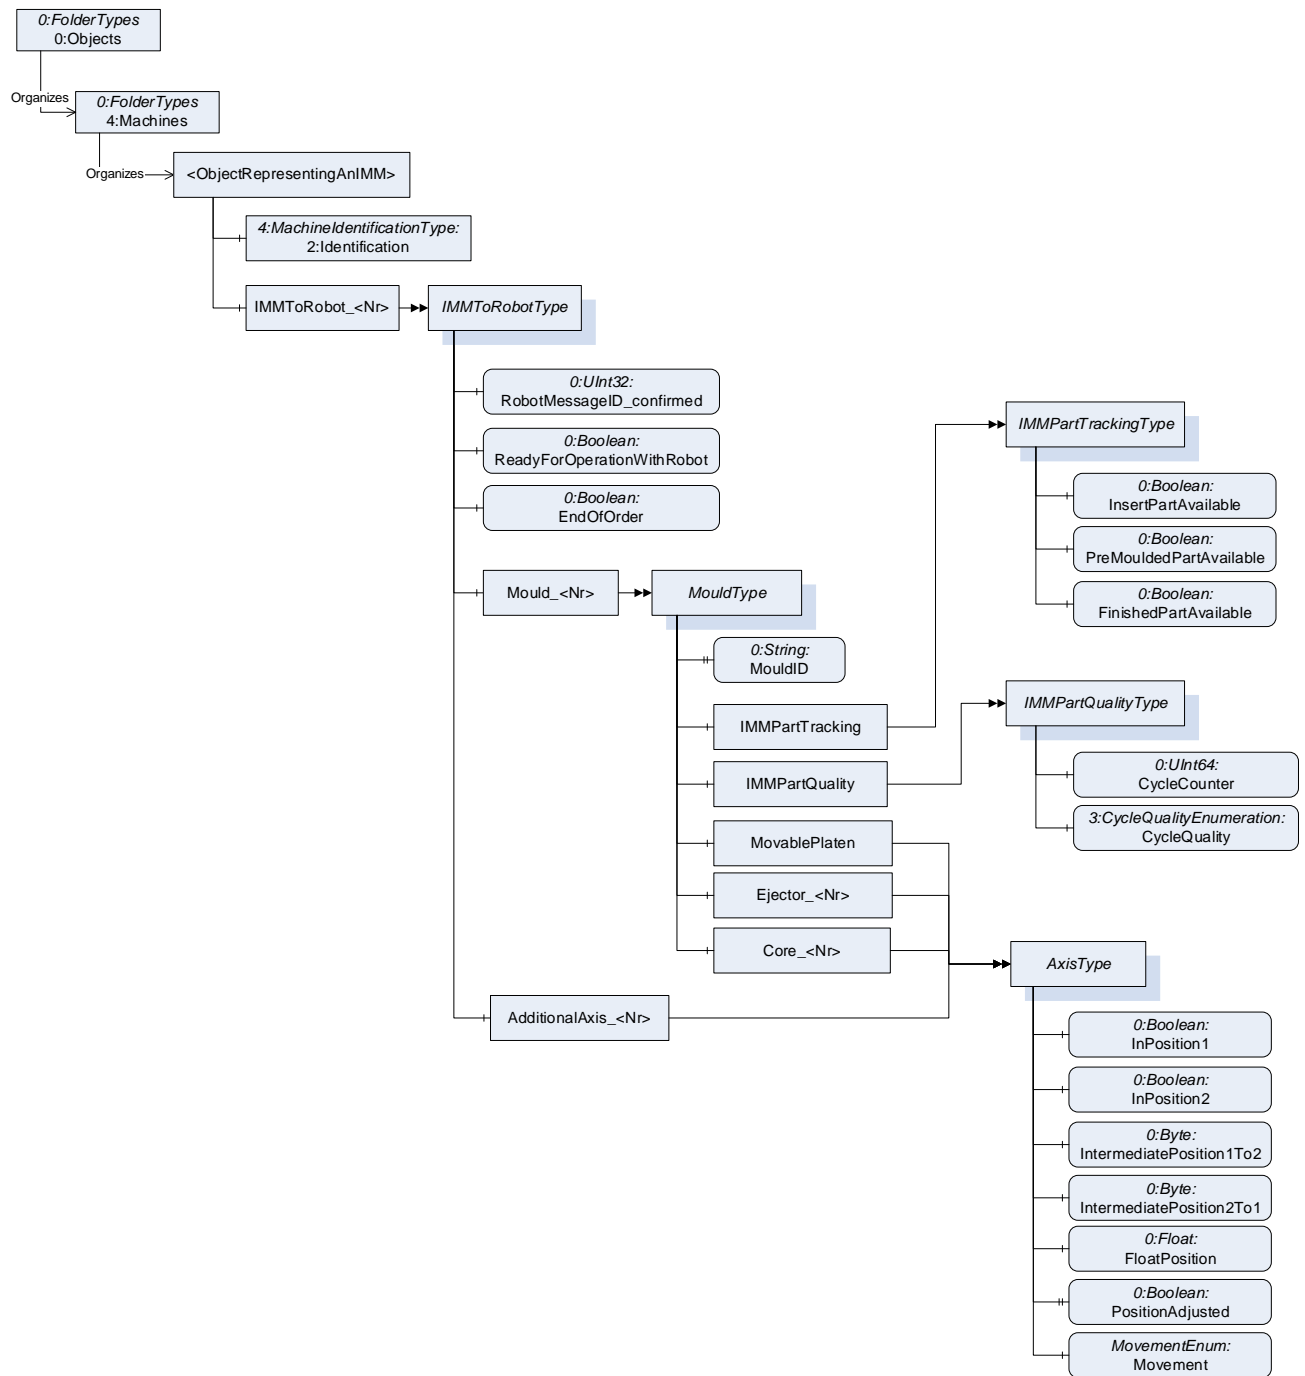 0:FolderTypes
0:Objects
Organizes
0:FolderTypes
4:Machines
Organizes
<ObjectRepresentingAnIMM>
4:MachineIdentificationType:
2:Identification
IMMToRobot_<Nr>
IMMToRobotType
0:UInt32:
RobotMessageID_confirmed
0:Boolean:
ReadyForOperationWithRobot
0:Boolean:
EndOfOrder
Mould_<Nr>
MouldType
0:String:
MouldID
IMMPartTracking
IMMPartQuality
MovablePlaten
Ejector_<Nr>
Core_<Nr>
AdditionalAxis_<Nr>
IMMPartTrackingType
0:Boolean:
InsertPartAvailable
0:Boolean:
PreMouldedPartAvailable
0:Boolean:
FinishedPartAvailable
IMMPartQualityType
0:UInt64:
CycleCounter
3:CycleQualityEnumeration:
CycleQuality
AxisType
0:Boolean:
InPosition1
0:Boolean:
InPosition2
0:Byte:
IntermediatePosition1To2
0:Byte:
IntermediatePosition2To1
0:Float:
FloatPosition
0:Boolean:
PositionAdjusted
MovementEnum:
Movement